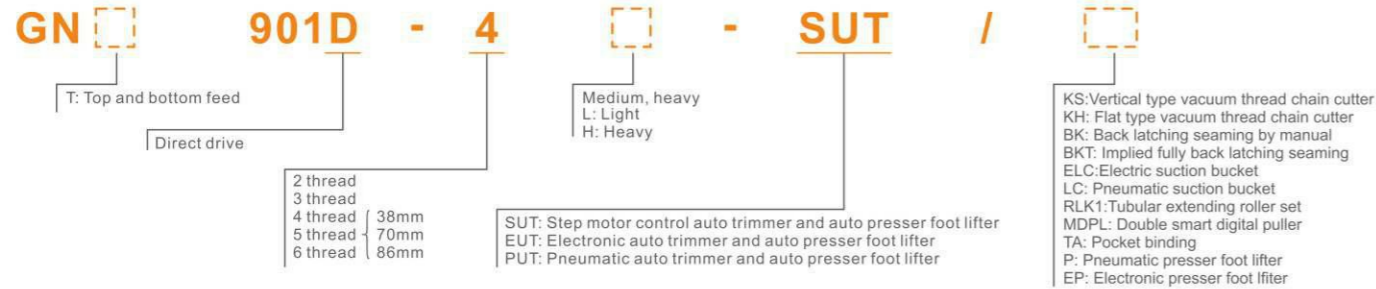 GN 901D - 4 - SUT /
T: Top and bottom feed
Direct drive
2 thread
3 thread
4 thread 38mm
5 thread 70mm
6 thread 86mm
Medium, heavy
L: Light
H: Heavy
SUT: Step motor control auto trimmer and auto presser foot lifter
EUT: Electronic auto trimmer and auto presser foot lifter
PUT: Pneumatic auto trimmer and auto presser foot lifter
KS:Vertical type vacuum thread chain cutter
KH: Flat type vacuum thread chain cutter
BK: Back latching seaming by manual
BKT: Implied fully back latching seaming
ELC:Electric suction bucket
LC: Pneumatic suction bucket
RLK1:Tubular extending roller set
MDPL: Double smart digital puller
TA: Pocket binding
P: Pneumatic presser foot lifter
EP: Electronic presser foot lfiter